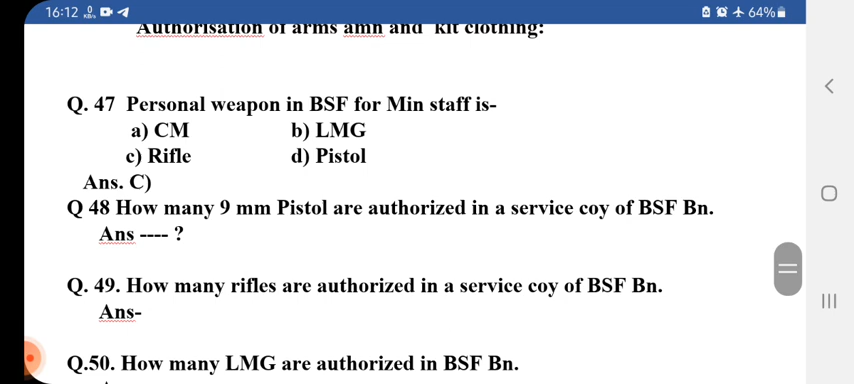 16:12 0 KB/s 64%
Authorisation of arms amn and kit clothing:
Q. 47 Personal weapon in BSF for Min staff is-
a) CM b) LMG
c) Rifle d) Pistol
Ans. C)
Q 48 How many 9 mm Pistol are authorized in a service coy of BSF Bn.
Ans ---- ?
Q. 49. How many rifles are authorized in a service coy of BSF Bn.
Ans-
Q.50. How many LMG are authorized in BSF Bn.